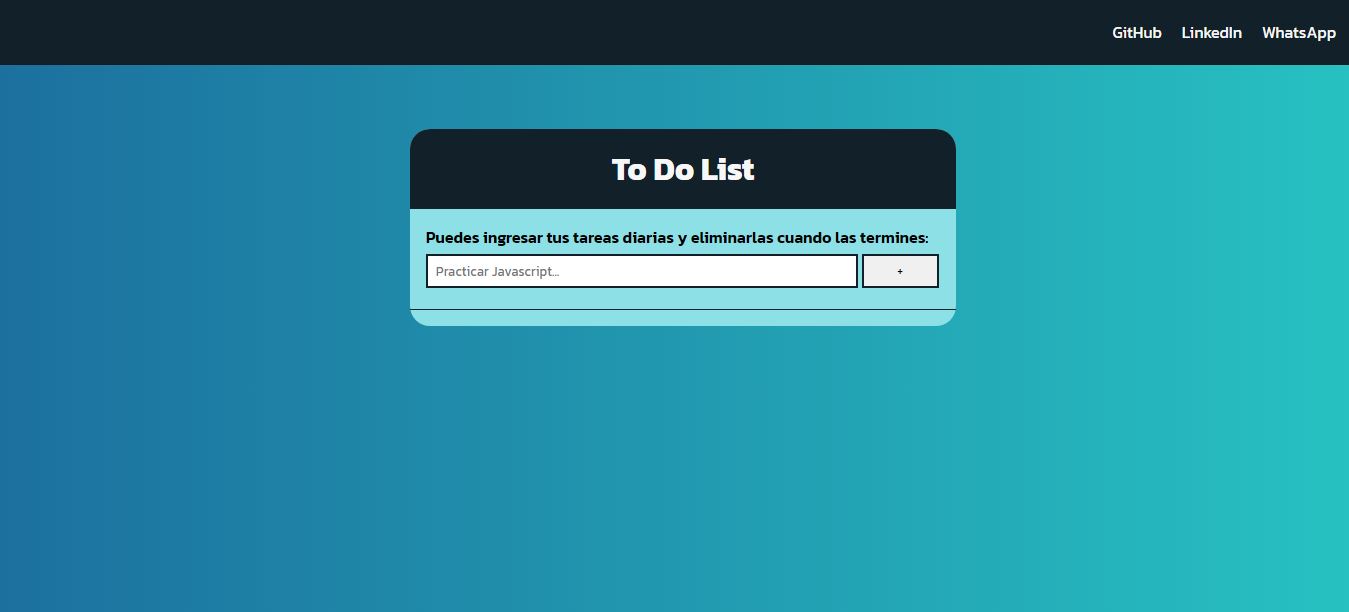 GitHub LinkedIn WhatsApp
To Do List
Puedes ingresar tus tareas diarias y eliminarlas cuando las termines:
Practicar Javascript... +